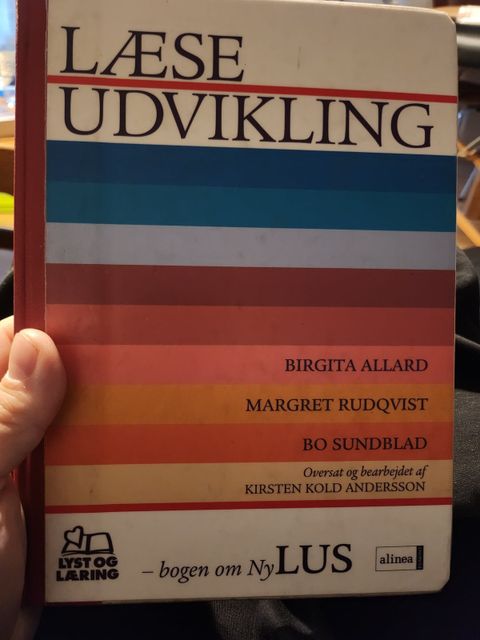 LÆSE
UDVIKLING
BIRGITA ALLARD
MARGRET RUDQVIST
BO SUNDBLAD
Oversat og bearbejdet af
KIRSTEN KOLD ANDERSSON
LYST OG
LÆRING
– bogen om NyLUS
alinea